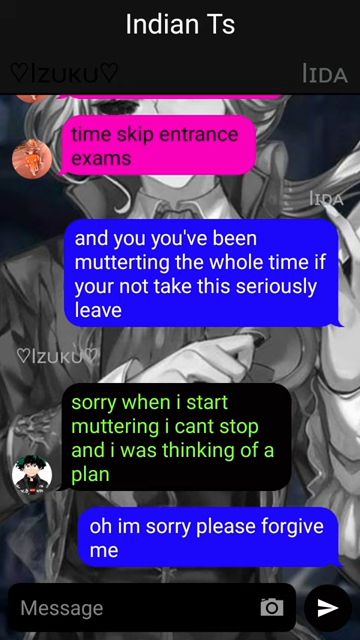 Indian Ts
♡Izuku♡
Iida
time skip entrance
exams
Iida
and you you've been
mutterting the whole time if
your not take this seriously
leave
♡Izuku♡
sorry when i start
muttering i cant stop
and i was thinking of a
plan
oh im sorry please forgive
me
Message